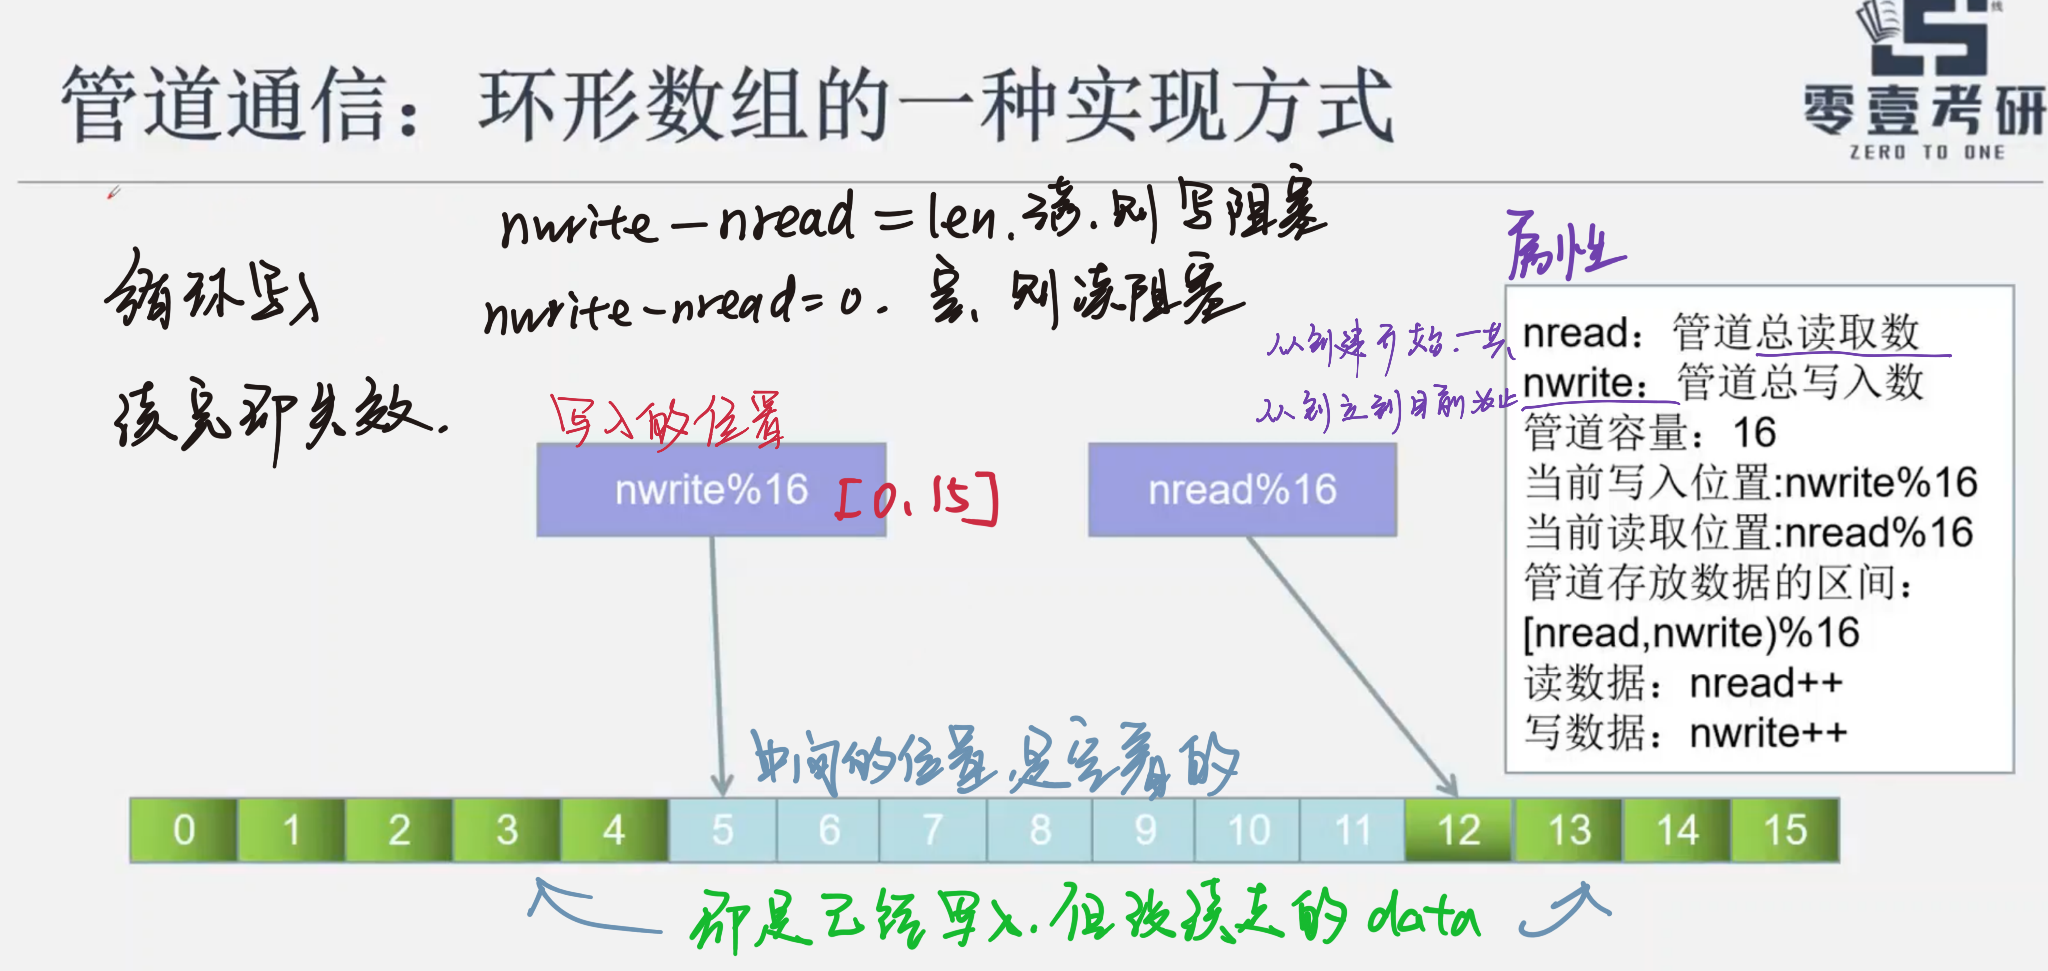 管道通信：环形数组的一种实现方式
零壹考研
ZERO TO ONE
nwrite-nread=len.满.则写阻塞
循环写入
nwrite-nread=0.空、则读阻塞
读完即失效.
属性
从创建开始.一共、
从创立到目前为止
nread：管道总读取数
nwrite：管道总写入数
管道容量：16
当前写入位置:nwrite%16
当前读取位置:nread%16
管道存放数据的区间：
[nread,nwrite)%16
读数据：nread++
写数据：nwrite++
写入的位置
nwrite%16 [0.15]
nread%16
中间的位置.是空着的
0 1 2 3 4 5 6 7 8 9 10 11 12 13 14 15
即是已经写入.但没读走的data